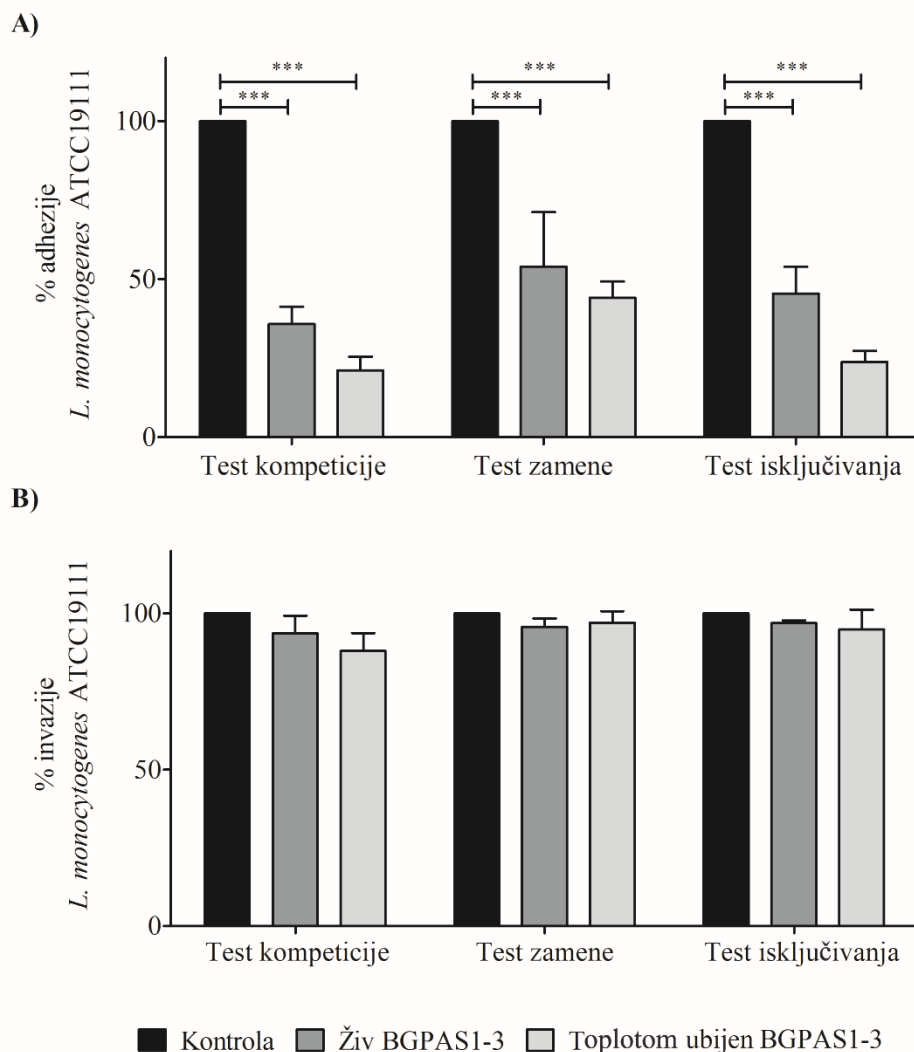 A)
***
***
***
***
***
***
% adhezije
L. monocytogenes ATCC19111
100
50
0
Test kompeticije
Test zamene
Test isključivanja
B)
% invazije
L. monocytogenes ATCC19111
100
50
0
Test kompeticije
Test zamene
Test isključivanja
Kontrola
Živ BGPAS1-3
Toplotom ubijen BGPAS1-3